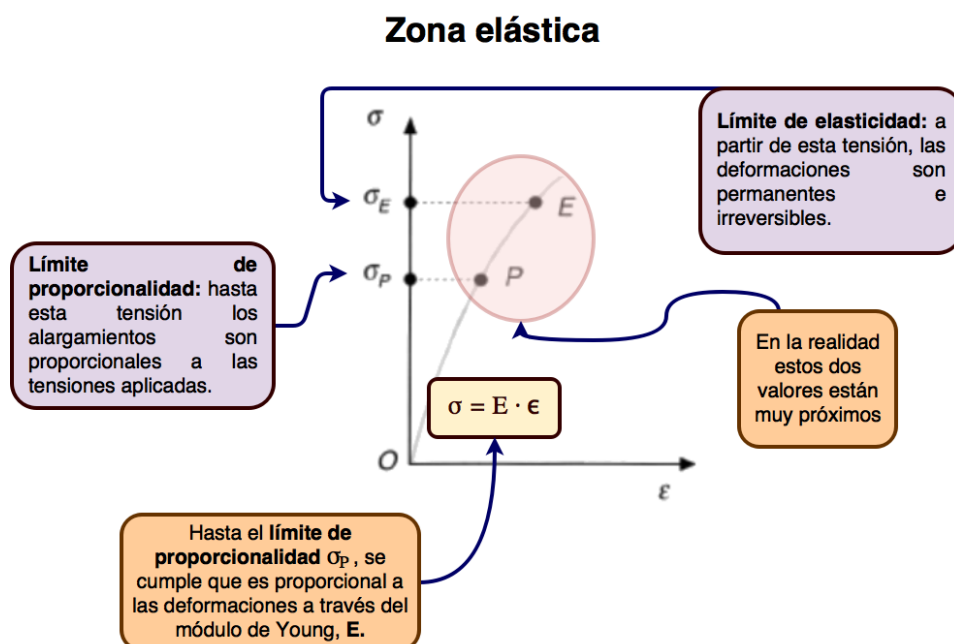 Zona elástica
Límite de elasticidad: a
partir de esta tensión, las
deformaciones son
permanentes e
irreversibles.
σ
σE
E
Límite de
proporcionalidad: hasta
esta tensión los
alargamientos son
proporcionales a las
tensiones aplicadas.
σP
P
En la realidad
estos dos
valores están
muy próximos
σ = E · ϵ
O
ε
Hasta el límite de
proporcionalidad σP, se
cumple que es proporcional a
las deformaciones a través del
módulo de Young, E.